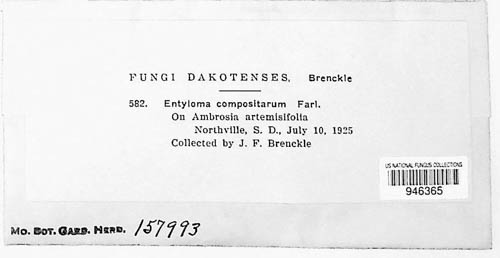 FUNGI DAKOTENSES, Brenckle
582. Entyloma compositarum Farl.
On Ambrosia artemisifolia
Northville, S. D., July 10, 1925
Collected by J. F. Brenckle
US NATIONAL FUNGUS COLLECTIONS
946365
MO. BOT. GARD. HERB. 157993